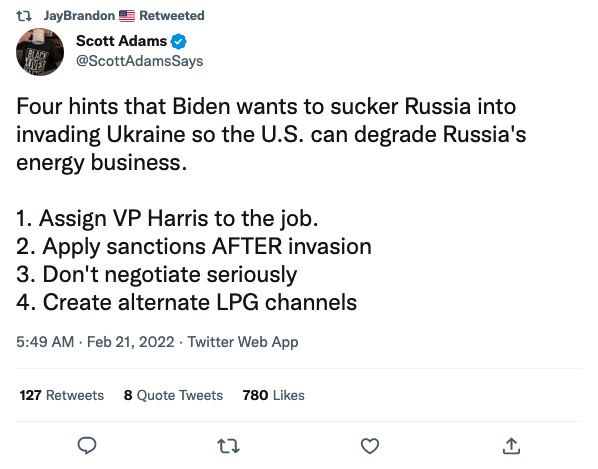 JayBrandon 🇺🇸 Retweeted
Scott Adams
@ScottAdamsSays
Four hints that Biden wants to sucker Russia into
invading Ukraine so the U.S. can degrade Russia's
energy business.
1. Assign VP Harris to the job.
2. Apply sanctions AFTER invasion
3. Don't negotiate seriously
4. Create alternate LPG channels
5:49 AM · Feb 21, 2022 · Twitter Web App
127 Retweets 8 Quote Tweets 780 Likes